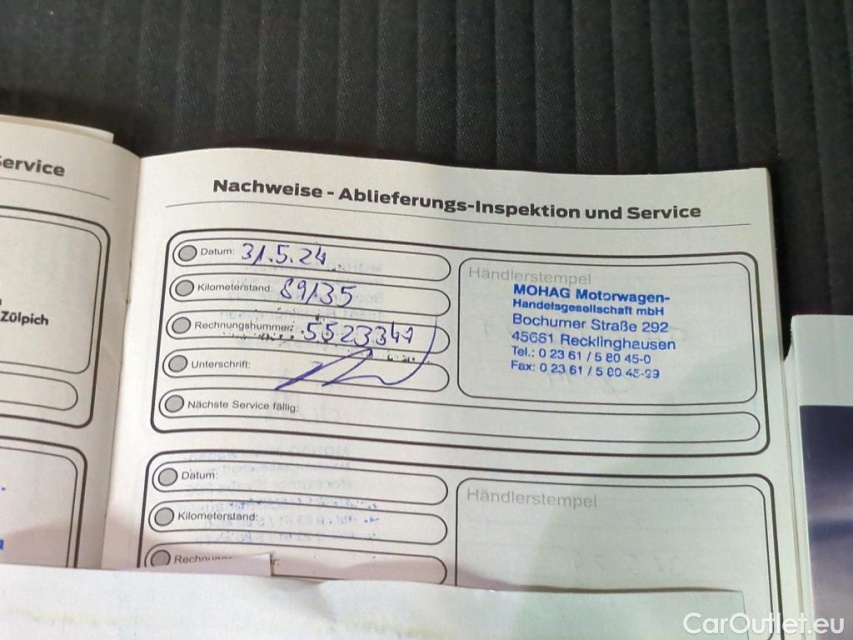 ervice
Zülpich
Nachweise - Ablieferungs-Inspektion und Service
Datum: 31.5.24
Kilometerstand: 89135
Rechnungsnummer: 5523347
Unterschrift:
Nächste Service fällig:
Händlerstempel
MOHAG Motorwagen-
Handelsgesellschaft mbH
Bochumer Straße 292
45661 Recklinghausen
Tel.: 0 23 61 / 5 80 45-0
Fax: 0 23 61 / 5 80 45-99
Datum:
Kilometerstand:
Händlerstempel
CarOutlet.eu